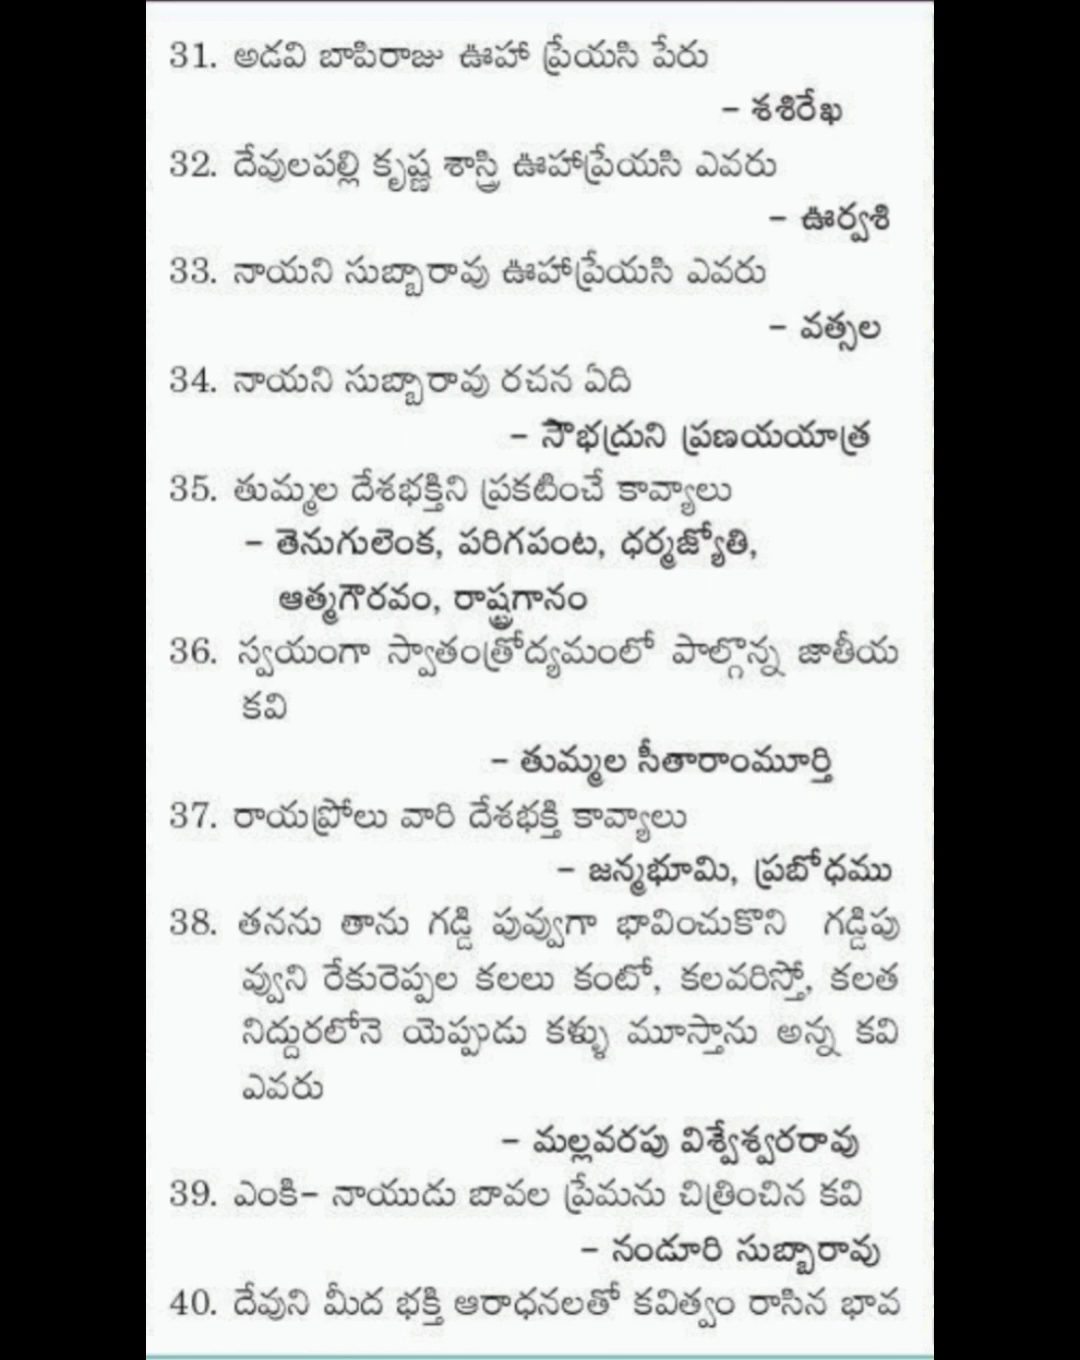 31. అడవి బాపిరాజు ఊహా ప్రేయసి పేరు
– శశిరేఖ
32. దేవులపల్లి కృష్ణ శాస్త్రి ఊహాప్రేయసి ఎవరు
– ఊర్వశి
33. నాయని సుబ్బారావు ఊహాప్రేయసి ఎవరు
– వత్సల
34. నాయని సుబ్బారావు రచన ఏది
– సౌభద్రుని ప్రణయయాత్ర
35. తుమ్మల దేశభక్తిని ప్రకటించే కావ్యాలు
– తెనుగులెంక, పరిగపంట, ధర్మజ్యోతి,
ఆత్మగౌరవం, రాష్ట్రగానం
36. స్వయంగా స్వాతంత్రోద్యమంలో పాల్గొన్న జాతీయ
కవి
– తుమ్మల సీతారాంమూర్తి
37. రాయప్రోలు వారి దేశభక్తి కావ్యాలు
– జన్మభూమి, ప్రబోధము
38. తనను తాను గడ్డి పువ్వుగా భావించుకొని గడ్డిపు
వ్వుని రేకురెప్పల కలలు కంటో, కలవరిస్తో, కలత
నిద్దురలోనె యెప్పుడు కళ్ళు మూస్తాను అన్న కవి
ఎవరు
– మల్లవరపు విశ్వేశ్వరరావు
39. ఎంకి– నాయుడు బావల ప్రేమను చిత్రించిన కవి
– నండూరి సుబ్బారావు
40. దేవుని మీద భక్తి ఆరాధనలతో కవిత్వం రాసిన భావ